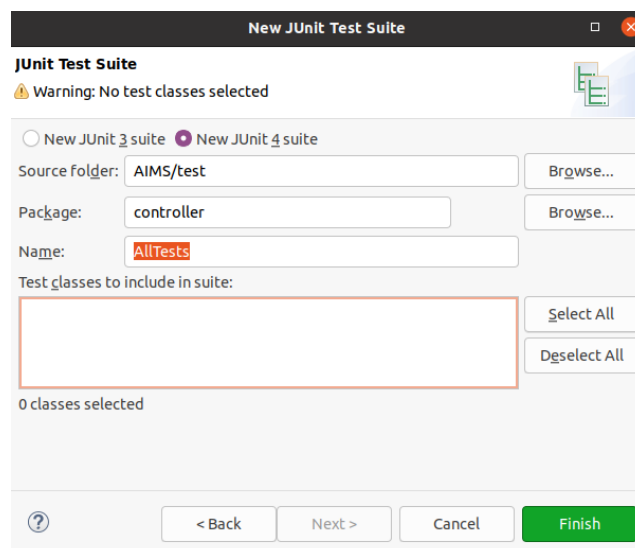 New JUnit Test Suite
JUnit Test Suite
Warning: No test classes selected
New JUnit 3 suite New JUnit 4 suite
Source folder: AIMS/test Browse...
Package: controller Browse...
Name: AllTests
Test classes to include in suite:
Select All
Deselect All
0 classes selected
? < Back Next > Cancel Finish